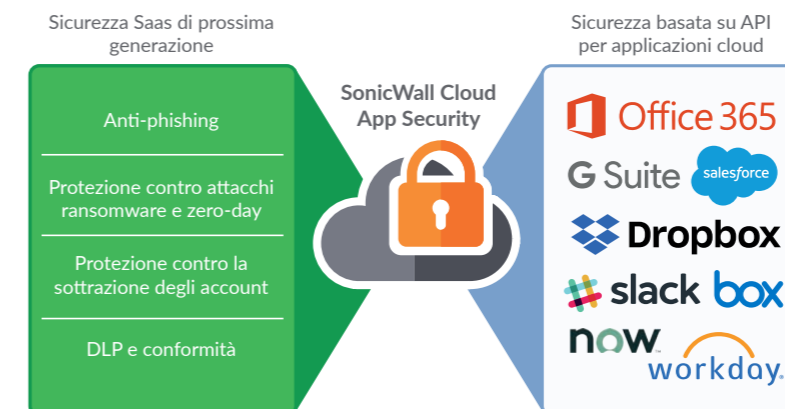 Sicurezza Saas di prossima
generazione
Anti-phishing
Protezione contro attacchi
ransomware e zero-day
Protezione contro la
sottrazione degli account
DLP e conformità
SonicWall Cloud
App Security
Sicurezza basata su API
per applicazioni cloud
Office 365
G Suite
salesforce
Dropbox
slack
box
now
workday.